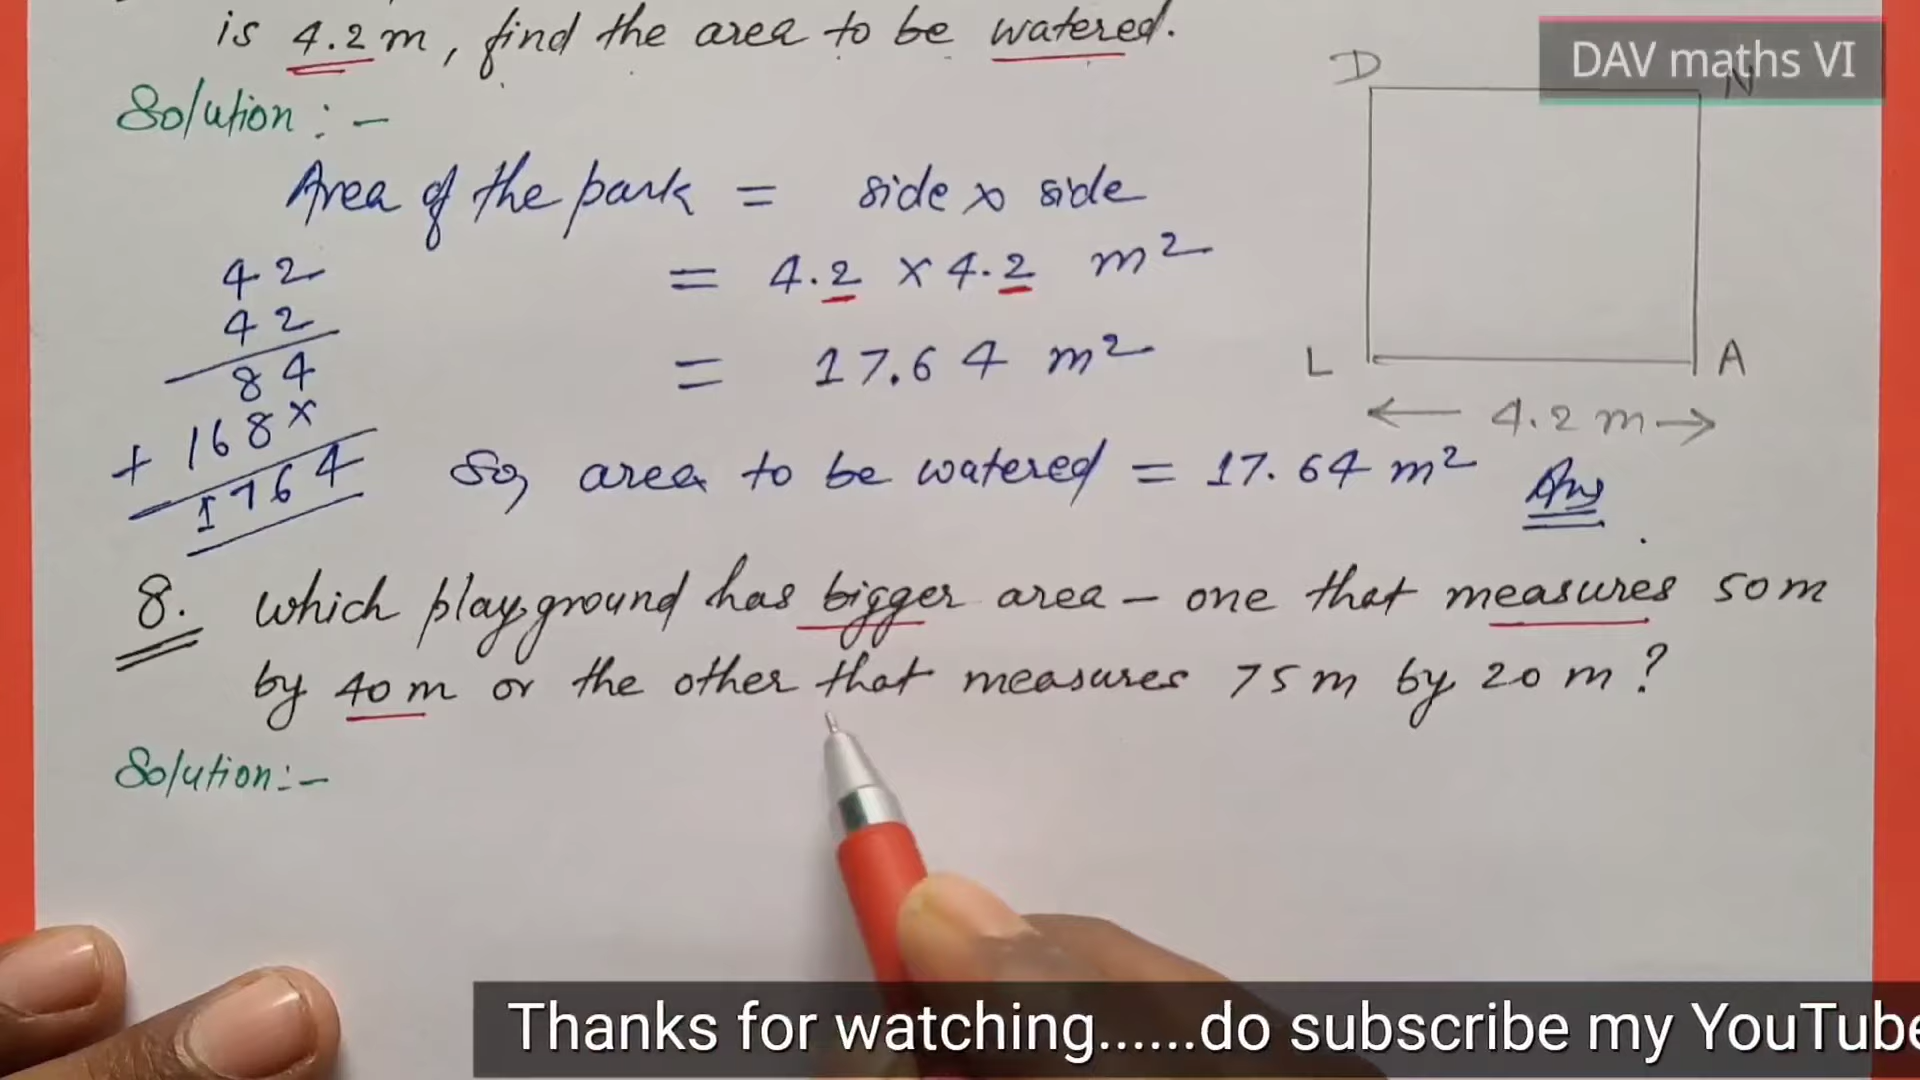 is 4.2 m, find the area to be watered.
DAV maths VI
D N
Solution :-
Area of the park = side x side
42
= 4.2 x 4.2 m²
42
84
= 17.64 m²
L A
+ 168x
4.2 m
1764
So, area to be watered = 17.64 m² Ans
8. Which playground has bigger area - one that measures 50m
by 40 m or the other that measures 75 m by 20 m ?
Solution:-
Thanks for watching......do subscribe my YouTube